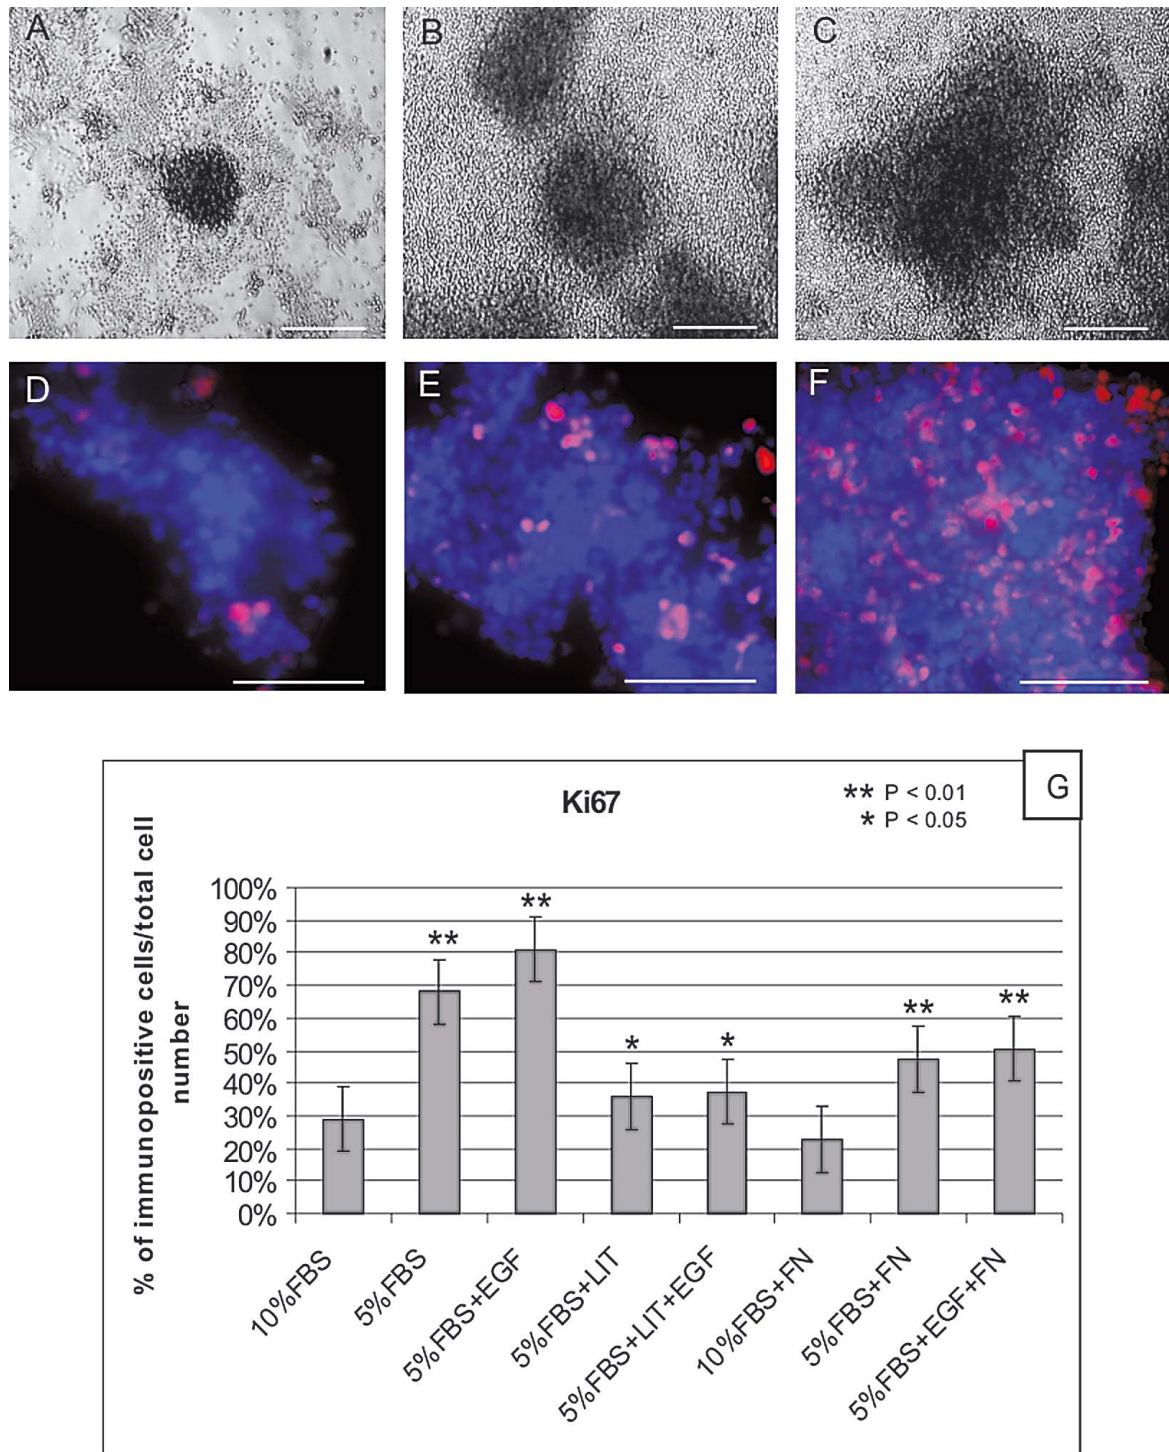 A
B
C
D
E
F
G
Ki67
** P < 0.01
* P < 0.05
% of immunopositive cells/total cell
number
100%
90%
80%
70%
60%
50%
40%
30%
20%
10%
0%
**
**
*
*
**
**
10%FBS
5%FBS
5%FBS+EGF
5%FBS+LIT
5%FBS+LIT+EGF
10%FBS+FN
5%FBS+FN
5%FBS+EGF+FN